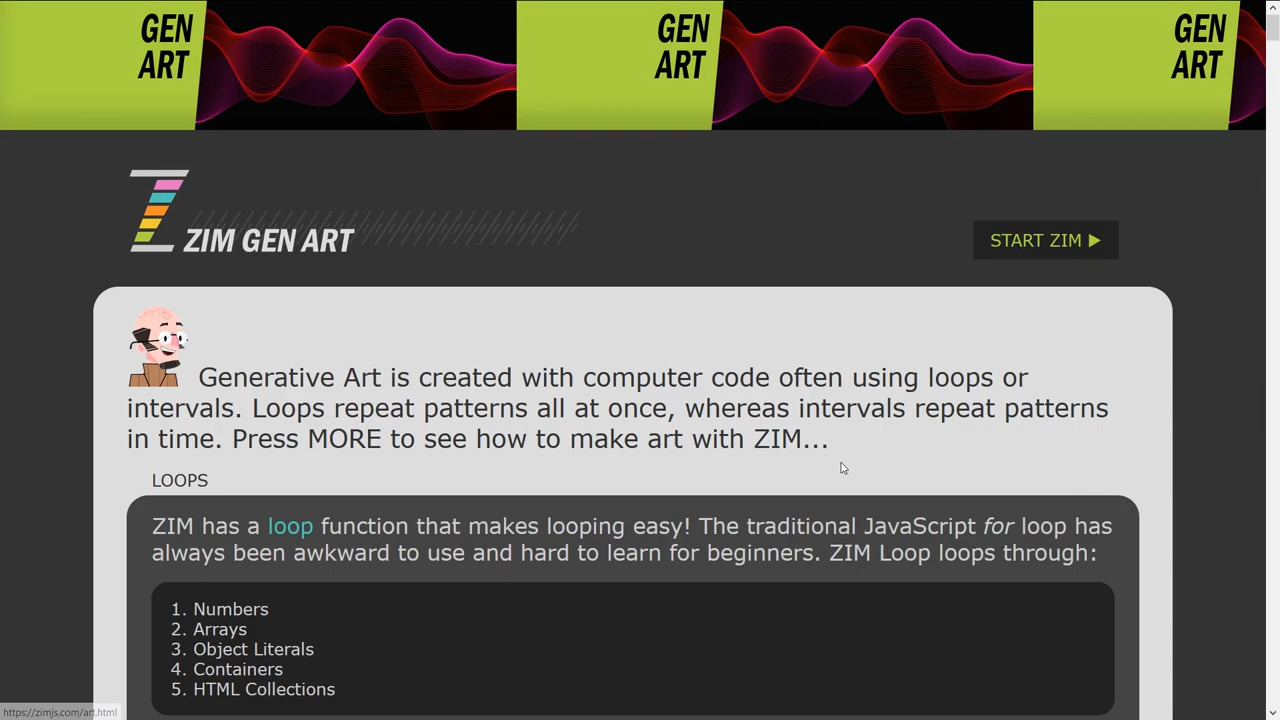 GEN ART
GEN ART
GEN ART
ZIM GEN ART
START ZIM
Generative Art is created with computer code often using loops or
intervals. Loops repeat patterns all at once, whereas intervals repeat patterns
in time. Press MORE to see how to make art with ZIM...
LOOPS
ZIM has a loop function that makes looping easy! The traditional JavaScript for loop has
always been awkward to use and hard to learn for beginners. ZIM Loop loops through:
1. Numbers
2. Arrays
3. Object Literals
4. Containers
5. HTML Collections
https://zimjs.com/art.html